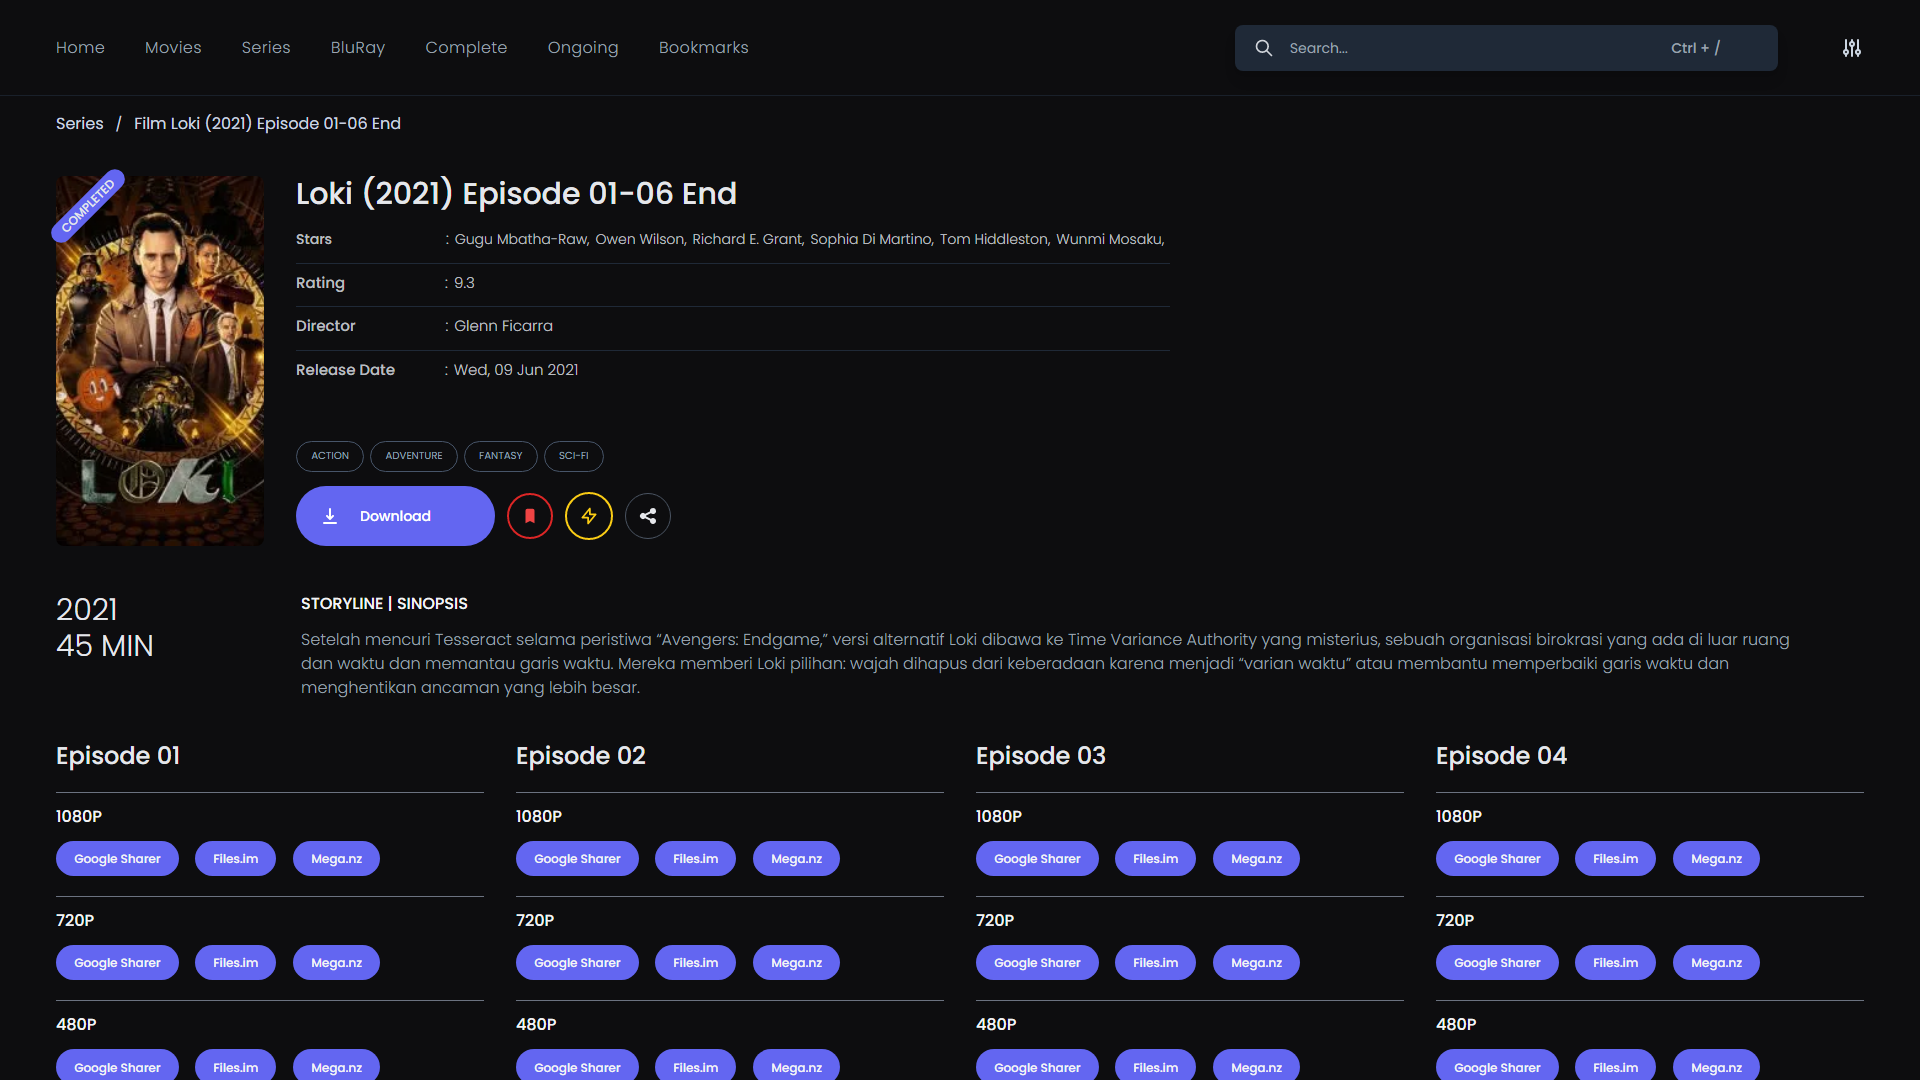 Home Movies Series BluRay Complete Ongoing Bookmarks Search... Ctrl + /
Series / Film Loki (2021) Episode 01-06 End
COMPLETED
LOKI
Loki (2021) Episode 01-06 End
Stars : Gugu Mbatha-Raw, Owen Wilson, Richard E. Grant, Sophia Di Martino, Tom Hiddleston, Wunmi Mosaku,
Rating : 9.3
Director : Glenn Ficarra
Release Date : Wed, 09 Jun 2021
ACTION ADVENTURE FANTASY SCI-FI
Download
2021
45 MIN
STORYLINE | SINOPSIS
Setelah mencuri Tesseract selama peristiwa “Avengers: Endgame,” versi alternatif Loki dibawa ke Time Variance Authority yang misterius, sebuah organisasi birokrasi yang ada di luar ruang
dan waktu dan memantau garis waktu. Mereka memberi Loki pilihan: wajah dihapus dari keberadaan karena menjadi “varian waktu” atau membantu memperbaiki garis waktu dan
menghentikan ancaman yang lebih besar.
Episode 01 Episode 02 Episode 03 Episode 04
1080P 1080P 1080P 1080P
Google Sharer Files.im Mega.nz Google Sharer Files.im Mega.nz Google Sharer Files.im Mega.nz Google Sharer Files.im Mega.nz
720P 720P 720P 720P
Google Sharer Files.im Mega.nz Google Sharer Files.im Mega.nz Google Sharer Files.im Mega.nz Google Sharer Files.im Mega.nz
480P 480P 480P 480P
Google Sharer Files.im Mega.nz Google Sharer Files.im Mega.nz Google Sharer Files.im Mega.nz Google Sharer Files.im Mega.nz